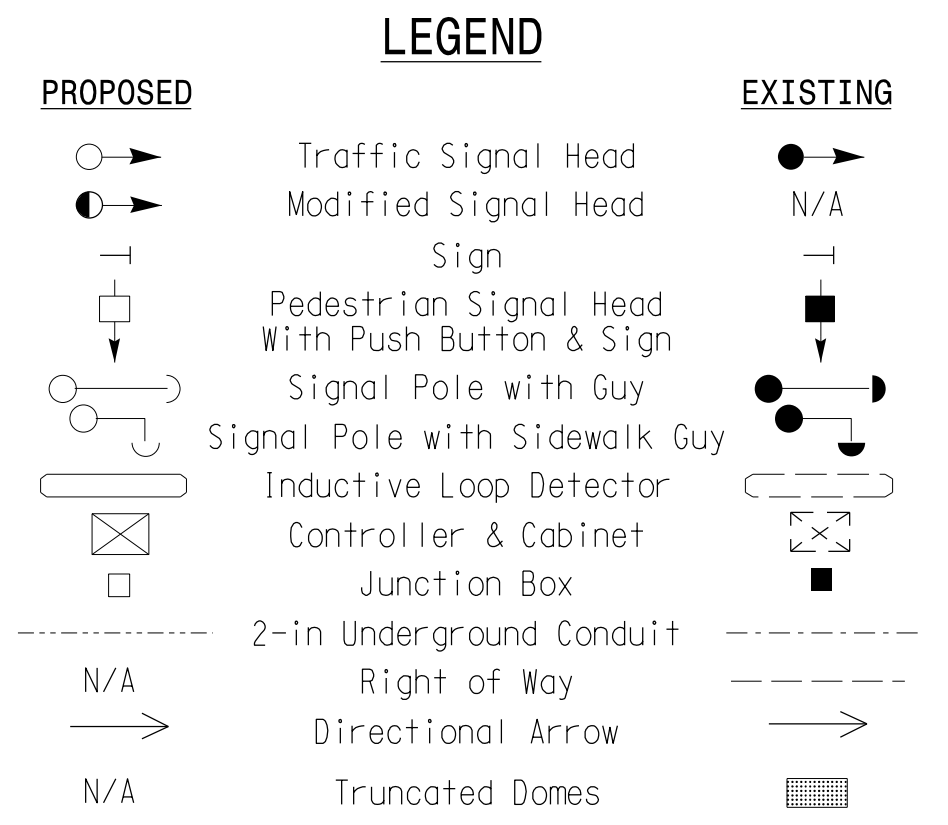 LEGEND
PROPOSED EXISTING
Traffic Signal Head
Modified Signal Head N/A
Sign
Pedestrian Signal Head
With Push Button & Sign
Signal Pole with Guy
Signal Pole with Sidewalk Guy
Inductive Loop Detector
Controller & Cabinet
Junction Box
2-in Underground Conduit
N/A Right of Way
Directional Arrow
N/A Truncated Domes